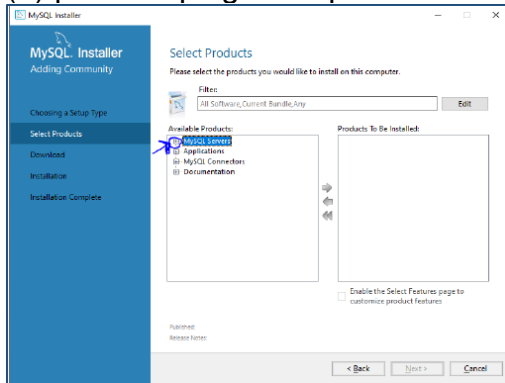 MySQL Installer
MySQL. Installer
Adding Community
Choosing a Setup Type
Select Products
Download
Installation
Installation Complete
Select Products
Please select the products you would like to install on this computer.
Filter:
All Software,Current Bundle,Any
Edit
Available Products:
MySQL Servers
Applications
MySQL Connectors
Documentation
Products To Be Installed:
Enable the Select Features page to
customize product features
Published:
Release Notes:
< Back
Next >
Cancel